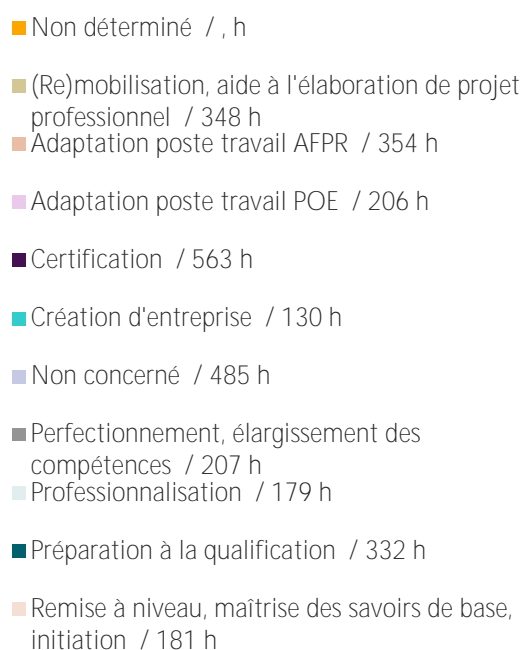 Non déterminé / , h
(Re)mobilisation, aide à l'élaboration de projet
professionnel / 348 h
Adaptation poste travail AFPR / 354 h
Adaptation poste travail POE / 206 h
Certification / 563 h
Création d'entreprise / 130 h
Non concerné / 485 h
Perfectionnement, élargissement des
compétences / 207 h
Professionnalisation / 179 h
Préparation à la qualification / 332 h
Remise à niveau, maîtrise des savoirs de base,
initiation / 181 h